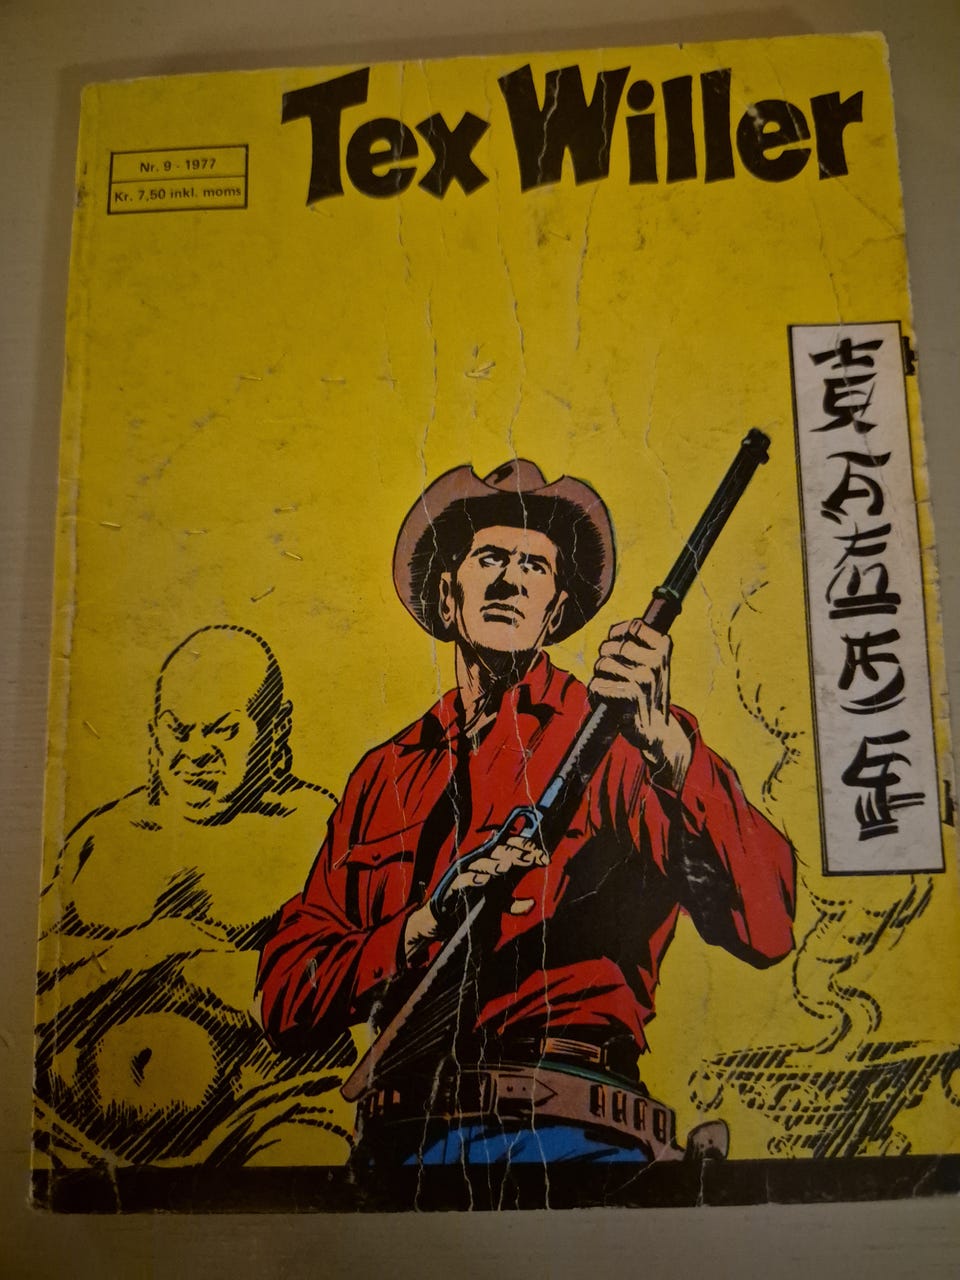 Tex Willer
Nr. 9 - 1977
Kr. 7,50 inkl. moms